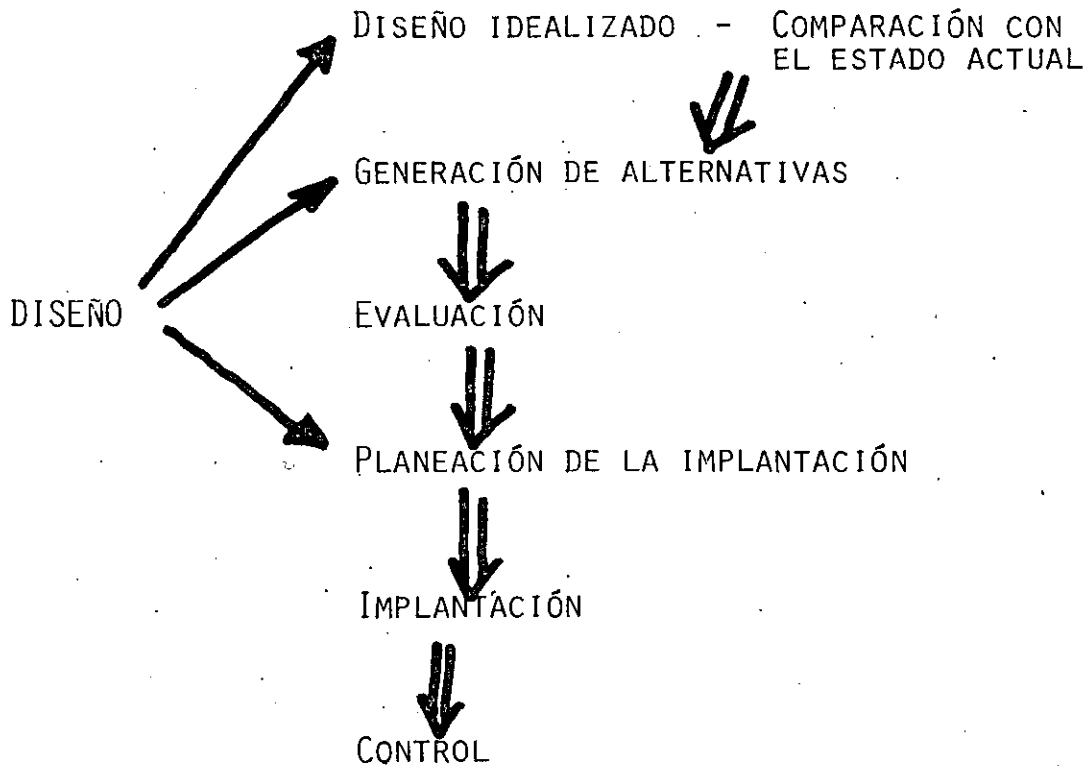 DISEÑO IDEALIZADO - COMPARACIÓN CON
EL ESTADO ACTUAL
GENERACIÓN DE ALTERNATIVAS
DISEÑO
EVALUACIÓN
PLANEACIÓN DE LA IMPLANTACIÓN
IMPLANTACIÓN
CONTROL